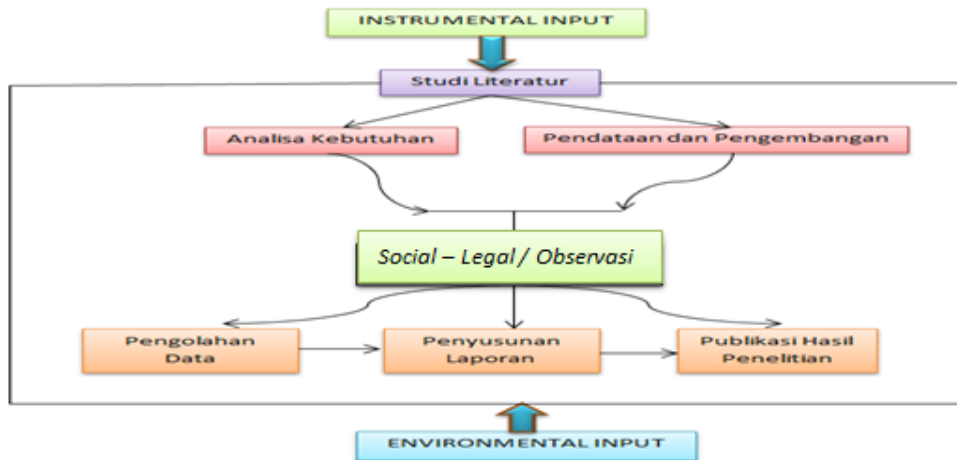 INSTRUMENTAL INPUT
Studi Literatur
Analisa Kebutuhan
Pendataan dan Pengembangan
Social – Legal / Observasi
Pengolahan
Data
Penyusunan
Laporan
Publikasi Hasil
Penelitian
ENVIRONMENTAL INPUT